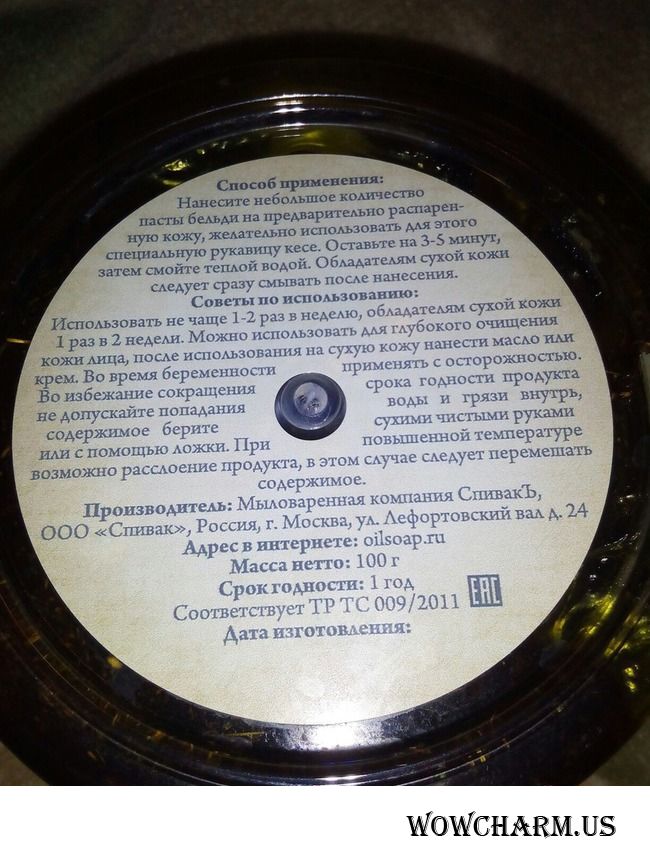 Способ применения:
Нанесите небольшое количество
пасты бельди на предварительно распарен-
ную кожу, желательно использовать для этого
специальную рукавицу кесе. Оставьте на 3-5 минут,
затем смойте теплой водой. Обладателям сухой кожи
следует сразу смывать после нанесения.
Советы по использованию:
Использовать не чаще 1-2 раз в неделю, обладателям сухой кожи
1 раз в 2 недели. Можно использовать для глубокого очищения
кожи лица, после использования на сухую кожу нанести масло или
крем. Во время беременности применять с осторожностью.
Во избежание сокращения срока годности продукта
не допускайте попадания воды и грязи внутрь,
содержимое берите сухими чистыми руками
или с помощью ложки. При повышенной температуре
возможно расслоение продукта, в этом случае следует перемешать
содержимое.
Производитель: Мыловаренная компания СпивакЪ,
ООО «Спивак», Россия, г. Москва, ул. Лефортовский вал д. 24
Адрес в интернете: oilsoap.ru
Масса нетто: 100 г
Срок годности: 1 год
Соответствует ТР ТС 009/2011 EAC
Дата изготовления:
WOWCHARM.US